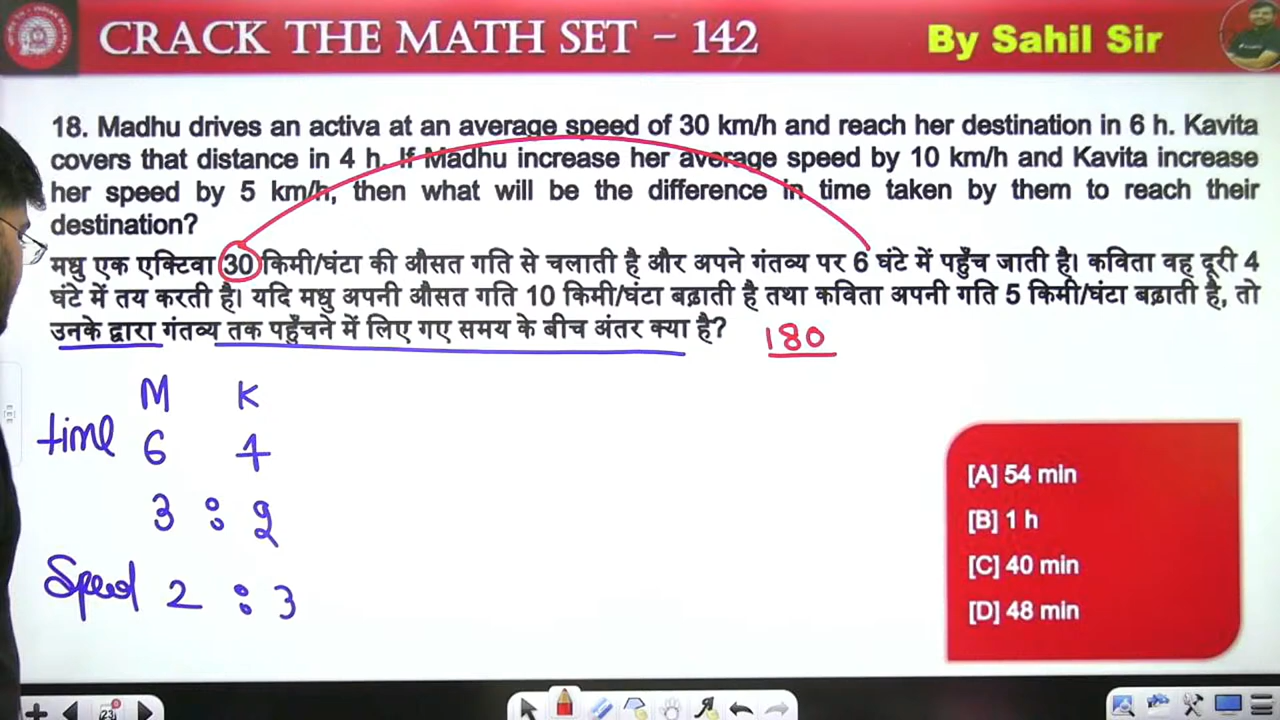 CRACK THE MATH SET – 142
By Sahil Sir
18. Madhu drives an activa at an average speed of 30 km/h and reach her destination in 6 h. Kavita
covers that distance in 4 h. If Madhu increase her average speed by 10 km/h and Kavita increase
her speed by 5 km/h, then what will be the difference in time taken by them to reach their
destination?
मधु एक एक्टिवा 30 किमी/घंटा की औसत गति से चलाती है और अपने गंतव्य पर 6 घंटे में पहुँच जाती है। कविता वह दूरी 4
घंटे में तय करती है। यदि मधु अपनी औसत गति 10 किमी/घंटा बढ़ाती है तथा कविता अपनी गति 5 किमी/घंटा बढ़ाती है, तो
उनके द्वारा गंतव्य तक पहुँचने में लिए गए समय के बीच अंतर क्या है?
180
M K
time 6 4
3 : 2
Speed 2 : 3
[A] 54 min
[B] 1 h
[C] 40 min
[D] 48 min
23